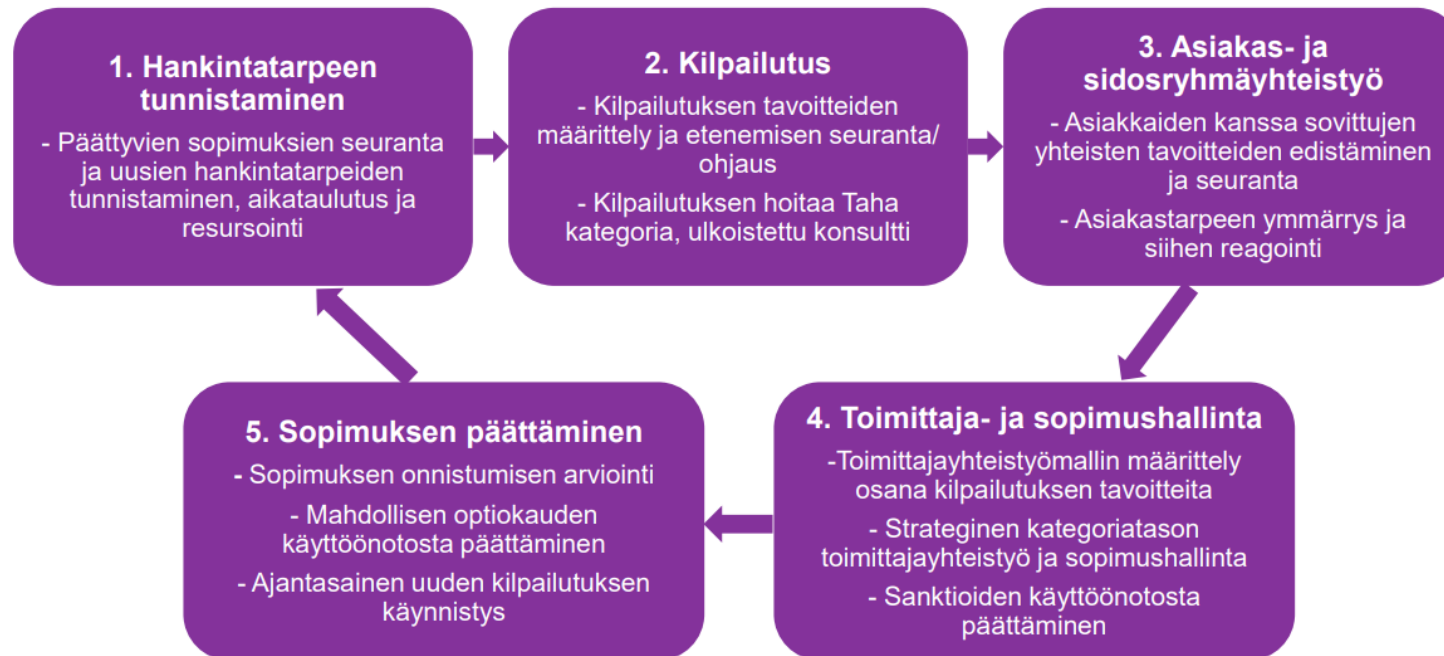 1. Hankintatarpeen
tunnistaminen
- Päättyvien sopimuksien seuranta
ja uusien hankintatarpeiden
tunnistaminen, aikataulutus ja
resursointi
2. Kilpailutus
- Kilpailutuksen tavoitteiden
määrittely ja etenemisen seuranta/
ohjaus
- Kilpailutuksen hoitaa Taha
kategoria, ulkoistettu konsultti
3. Asiakas- ja
sidosryhmäyhteistyö
- Asiakkaiden kanssa sovittujen
yhteisten tavoitteiden edistäminen
ja seuranta
- Asiakastarpeen ymmärrys ja
siihen reagointi
4. Toimittaja- ja sopimushallinta
-Toimittajayhteistyömallin määrittely
osana kilpailutuksen tavoitteita
- Strateginen kategoriatason
toimittajayhteistyö ja sopimushallinta
- Sanktioiden käyttöönotosta
päättäminen
5. Sopimuksen päättäminen
- Sopimuksen onnistumisen arviointi
- Mahdollisen optiokauden
käyttöönotosta päättäminen
- Ajantasainen uuden kilpailutuksen
käynnistys